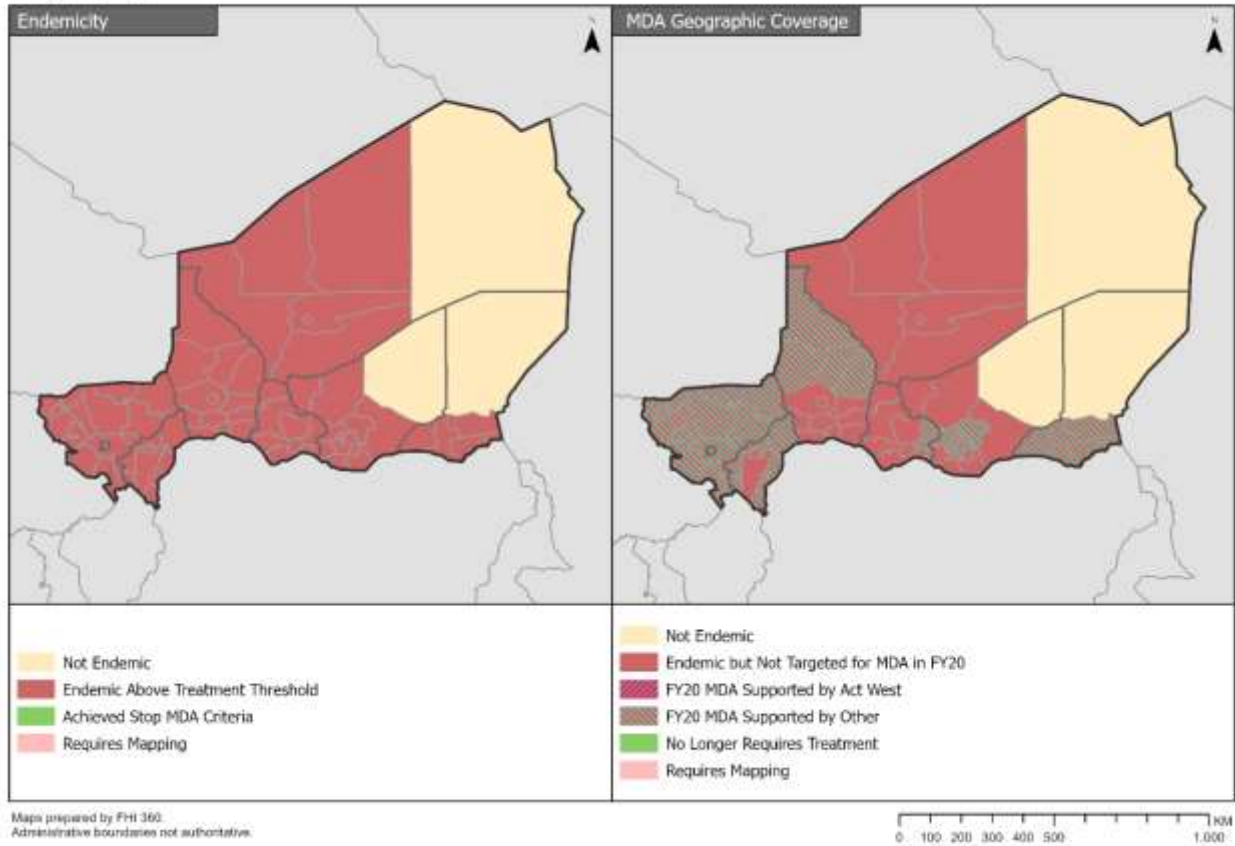 Endemicity
N
MDA Geographic Coverage
N
Not Endemic
Endemic Above Treatment Threshold
Achieved Stop MDA Criteria
Requires Mapping
Not Endemic
Endemic but Not Targeted for MDA in FY20
FY20 MDA Supported by Act West
FY20 MDA Supported by Other
No Longer Requires Treatment
Requires Mapping
Maps prepared by FHI 360.
Administrative boundaries not authoritative.
KM
0 100 200 300 400 500 1.000